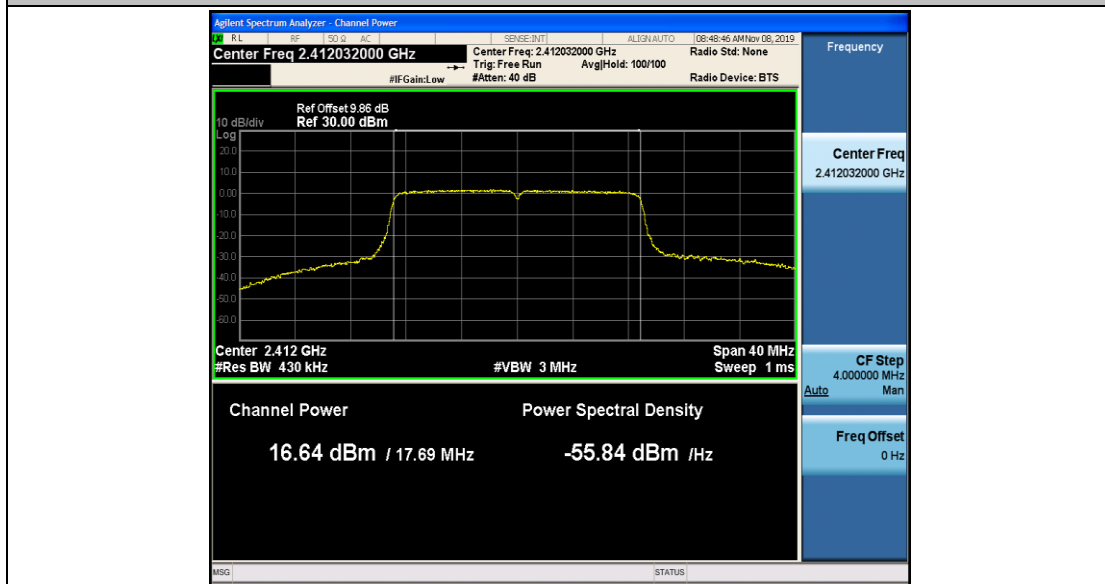 Agilent Spectrum Analyzer - Channel Power
RL RF 50 Ω AC SENSE:INT ALIGNAUTO 08:48:46 AM Nov 08, 2019
Center Freq 2.412032000 GHz
Center Freq: 2.412032000 GHz Radio Std: None
Trig: Free Run Avg|Hold: 100/100
#IFGain:Low #Atten: 40 dB Radio Device: BTS
Frequency
Ref Offset 9.86 dB
10 dB/div Ref 30.00 dBm
Log
20.0
10.0
0.00
-10.0
-20.0
-30.0
-40.0
-50.0
-60.0
Center 2.412 GHz Span 40 MHz
#Res BW 430 kHz #VBW 3 MHz Sweep 1 ms
Channel Power Power Spectral Density
16.64 dBm / 17.69 MHz -55.84 dBm /Hz
Center Freq
2.412032000 GHz
CF Step
4.000000 MHz
Auto Man
Freq Offset
0 Hz
MSG STATUS